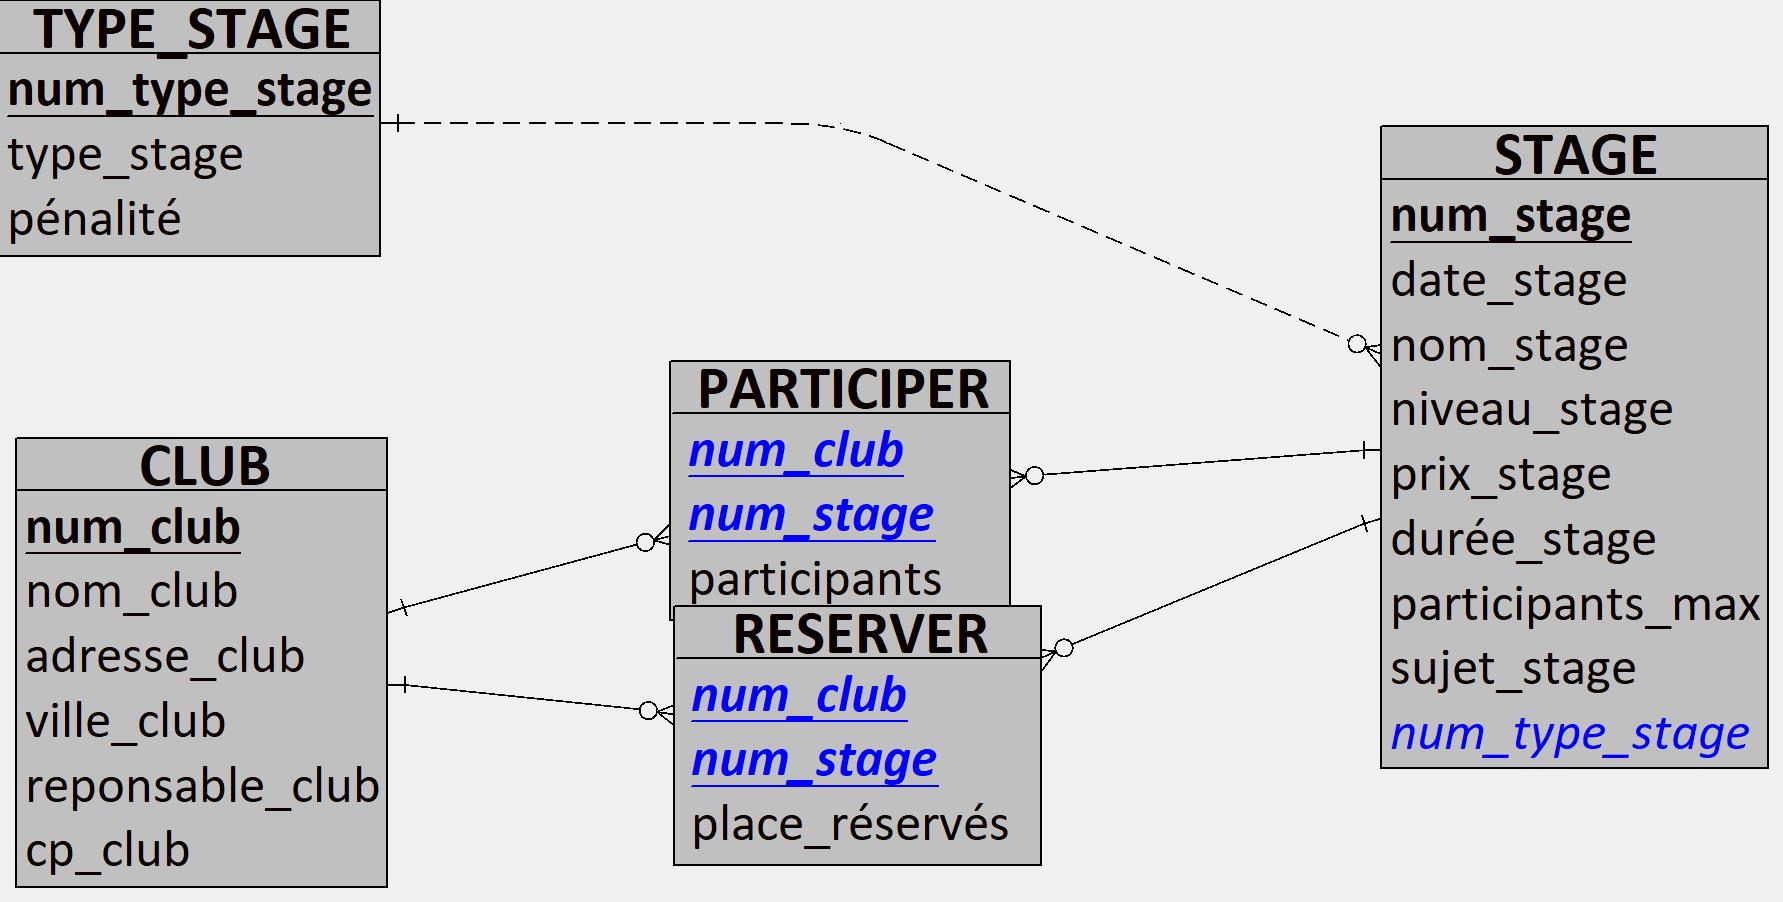 TYPE_STAGE
num_type_stage
type_stage
pénalité
CLUB
num_club
nom_club
adresse_club
ville_club
reponsable_club
cp_club
PARTICIPER
num_club
num_stage
participants
RESERVER
num_club
num_stage
place_réservés
STAGE
num_stage
date_stage
nom_stage
niveau_stage
prix_stage
durée_stage
participants_max
sujet_stage
num_type_stage